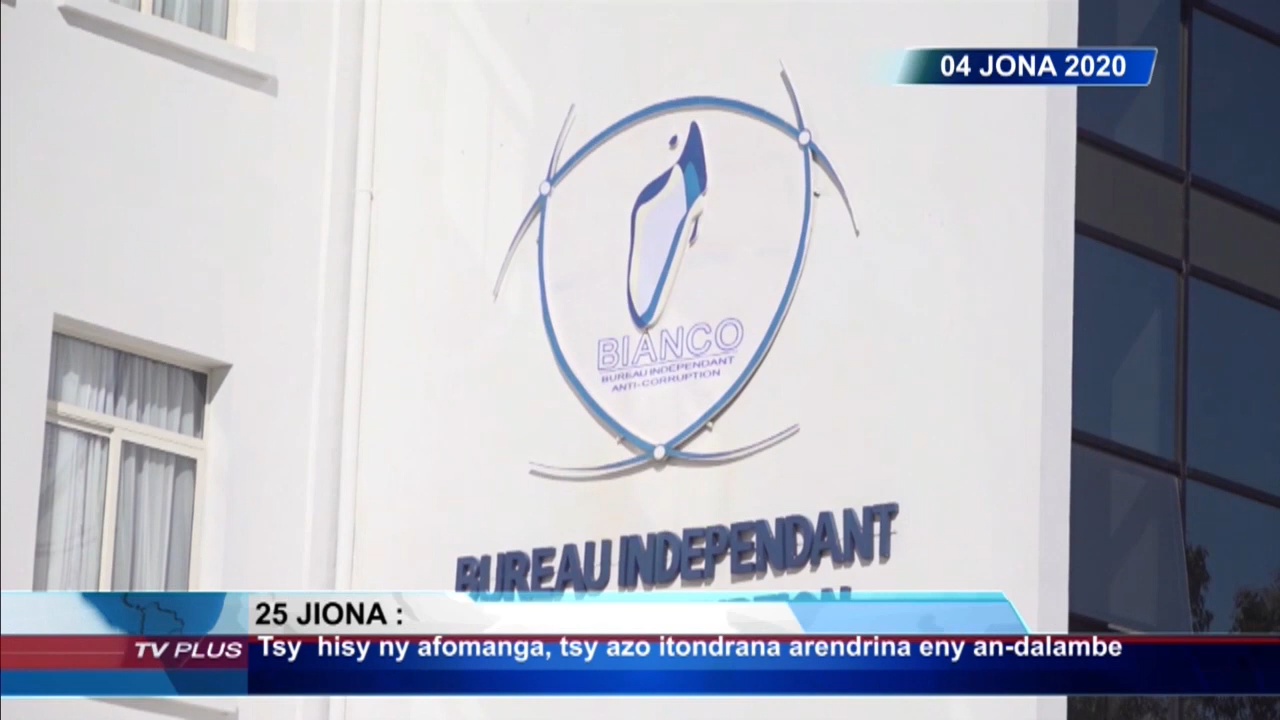 04 JONA 2020
BIANCO
BUREAU INDEPENDANT
ANTI-CORRUPTION
BUREAU INDEPENDANT
25 JIONA :
TV PLUS
Tsy hisy ny afomanga, tsy azo itondrana arendrina eny an-dalambe